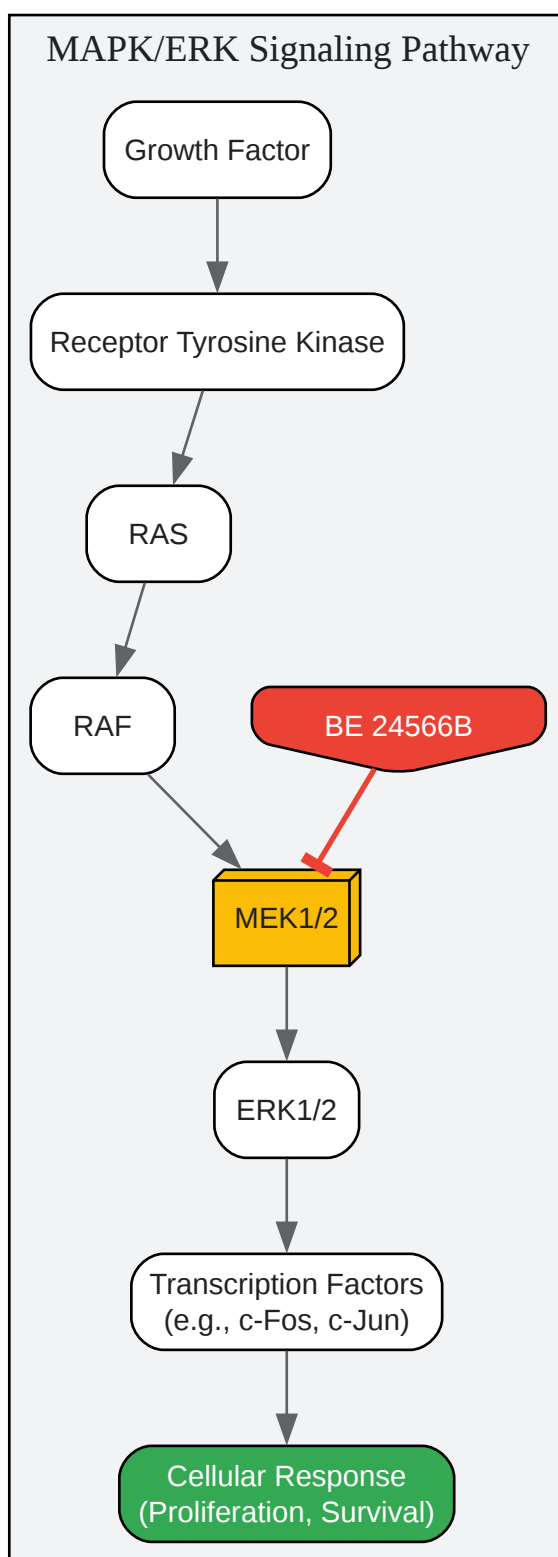 MAPK/ERK Signaling Pathway
Growth Factor
Receptor Tyrosine Kinase
RAS
RAF
BE 24566B
MEK1/2
ERK1/2
Transcription Factors
(e.g., c-Fos, c-Jun)
Cellular Response
(Proliferation, Survival)